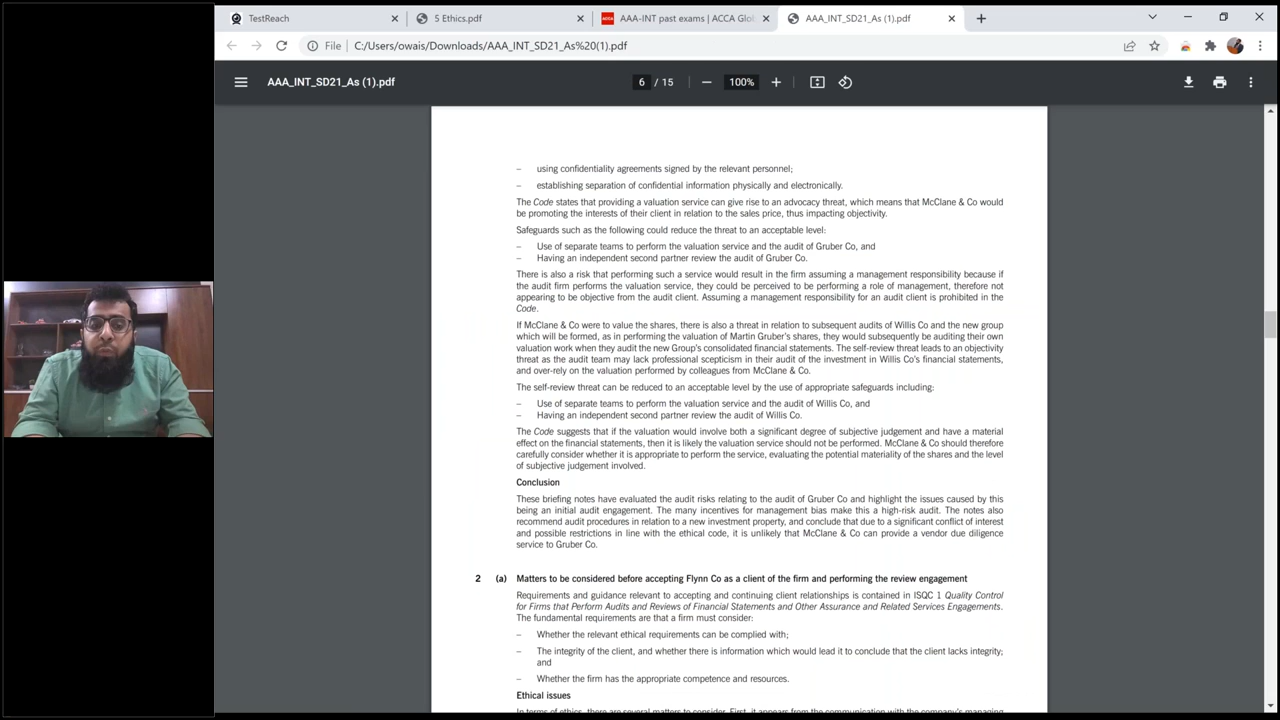 TestReach
5 Ethics.pdf
AAA-INT past exams | ACCA Glob
AAA_INT_SD21_As (1).pdf
File
C:/Users/owais/Downloads/AAA_INT_SD21_As%20(1).pdf
AAA_INT_SD21_As (1).pdf
6 / 15
100%
– using confidentiality agreements signed by the relevant personnel;
– establishing separation of confidential information physically and electronically.
The Code states that providing a valuation service can give rise to an advocacy threat, which means that McClane & Co would
be promoting the interests of their client in relation to the sales price, thus impacting objectivity.
Safeguards such as the following could reduce the threat to an acceptable level:
– Use of separate teams to perform the valuation service and the audit of Gruber Co, and
– Having an independent second partner review the audit of Gruber Co.
There is also a risk that performing such a service would result in the firm assuming a management responsibility because if
the audit firm performs the valuation service, they could be perceived to be performing a role of management, therefore not
appearing to be objective from the audit client. Assuming a management responsibility for an audit client is prohibited in the
Code.
If McClane & Co were to value the shares, there is also a threat in relation to subsequent audits of Willis Co and the new group
which will be formed, as in performing the valuation of Martin Gruber's shares, they would subsequently be auditing their own
valuation work when they audit the new Group's consolidated financial statements. The self-review threat leads to an objectivity
threat as the audit team may lack professional scepticism in their audit of the investment in Willis Co's financial statements,
and over-rely on the valuation performed by colleagues from McClane & Co.
The self-review threat can be reduced to an acceptable level by the use of appropriate safeguards including:
– Use of separate teams to perform the valuation service and the audit of Willis Co, and
– Having an independent second partner review the audit of Willis Co.
The Code suggests that if the valuation would involve both a significant degree of subjective judgement and have a material
effect on the financial statements, then it is likely the valuation service should not be performed. McClane & Co should therefore
carefully consider whether it is appropriate to perform the service, evaluating the potential materiality of the shares and the level
of subjective judgement involved.
Conclusion
These briefing notes have evaluated the audit risks relating to the audit of Gruber Co and highlight the issues caused by this
being an initial audit engagement. The many incentives for management bias make this a high-risk audit. The notes also
recommend audit procedures in relation to a new investment property, and conclude that due to a significant conflict of interest
and possible restrictions in line with the ethical code, it is unlikely that McClane & Co can provide a vendor due diligence
service to Gruber Co.
2 (a) Matters to be considered before accepting Flynn Co as a client of the firm and performing the review engagement
Requirements and guidance relevant to accepting and continuing client relationships is contained in ISQC 1 Quality Control
for Firms that Perform Audits and Reviews of Financial Statements and Other Assurance and Related Services Engagements.
The fundamental requirements are that a firm must consider:
– Whether the relevant ethical requirements can be complied with;
– The integrity of the client, and whether there is information which would lead it to conclude that the client lacks integrity;
and
– Whether the firm has the appropriate competence and resources.
Ethical issues
In terms of ethics, there are several matters to consider. First, it appears from the communication with the company's managing